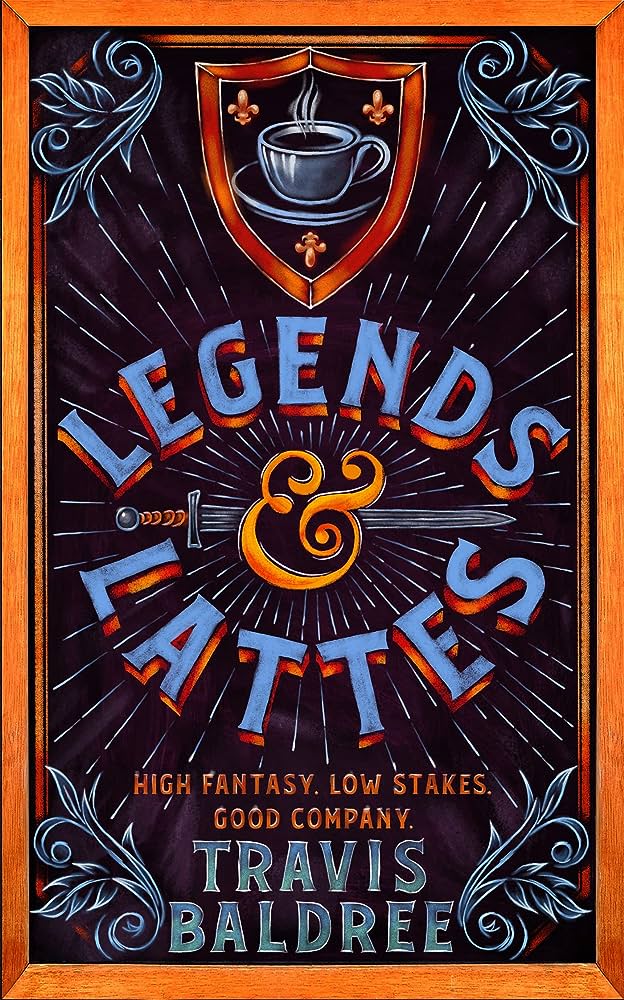 LEGENDS
&
LATTES
HIGH FANTASY. LOW STAKES.
GOOD COMPANY.
TRAVIS
BALDREE